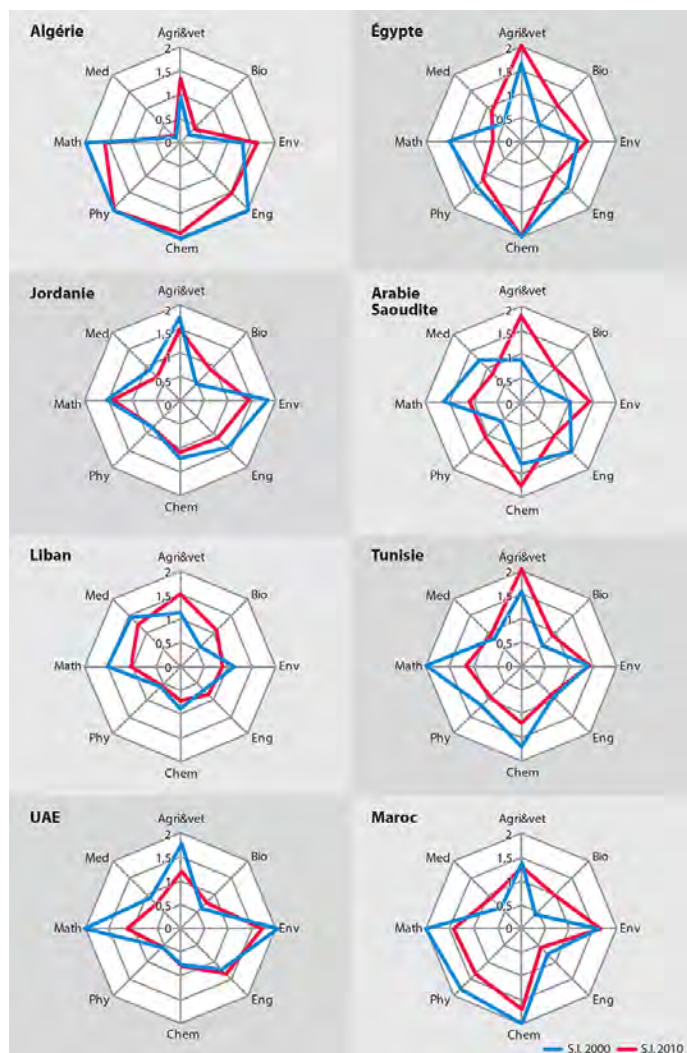 Algérie
Agri&vet
2
1,5
1
0,5
0
Bio
Env
Eng
Chem
Phy
Math
Med
Égypte
Agri&vet
2
1,5
1
0,5
0
Bio
Env
Eng
Chem
Phy
Math
Med
Jordanie
Agri&vet
2
1,5
1
0,5
0
Bio
Env
Eng
Chem
Phy
Math
Med
Arabie
Saoudite
Agri&vet
2
1,5
1
0,5
0
Bio
Env
Eng
Chem
Phy
Math
Med
Liban
Agri&vet
2
1,5
1
0,5
0
Bio
Env
Eng
Chem
Phy
Math
Med
Tunisie
Agri&vet
2
1,5
1
0,5
0
Bio
Env
Eng
Chem
Phy
Math
Med
UAE
Agri&vet
2
1,5
1
0,5
0
Bio
Env
Eng
Chem
Phy
Math
Med
Maroc
Agri&vet
2
1,5
1
0,5
0
Bio
Env
Eng
Chem
Phy
Math
Med
S.I. 2000
S.I. 2010